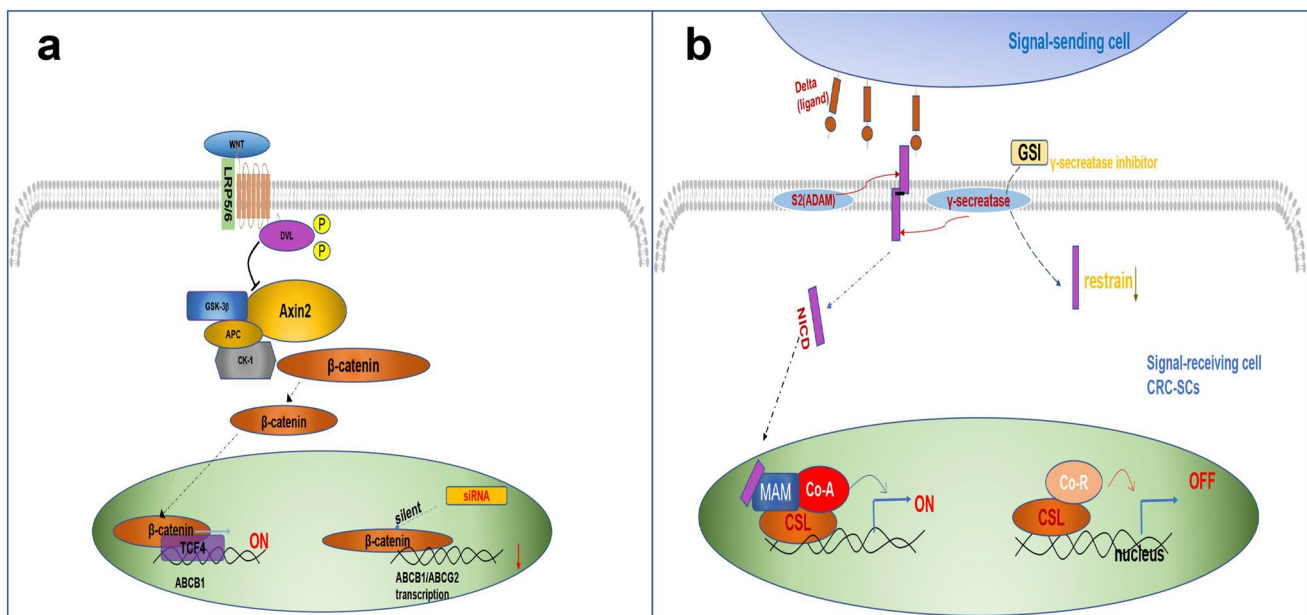 a
WNT
LRP5/6
DVL
P
P
GSK-3β
Axin2
APC
CK-1
β-catenin
β-catenin
siRNA
silent
β-catenin
TCF4
ON
β-catenin
ABCB1
ABCB1/ABCG2
transcription
b
Signal-sending cell
Delta
(ligand)
GSI
γ-secreatase inhibitor
S2(ADAM)
γ-secreatase
restrain
NICD
Signal-receiving cell
CRC-SCs
MAM
Co-A
CSL
ON
Co-R
CSL
OFF
nucleus